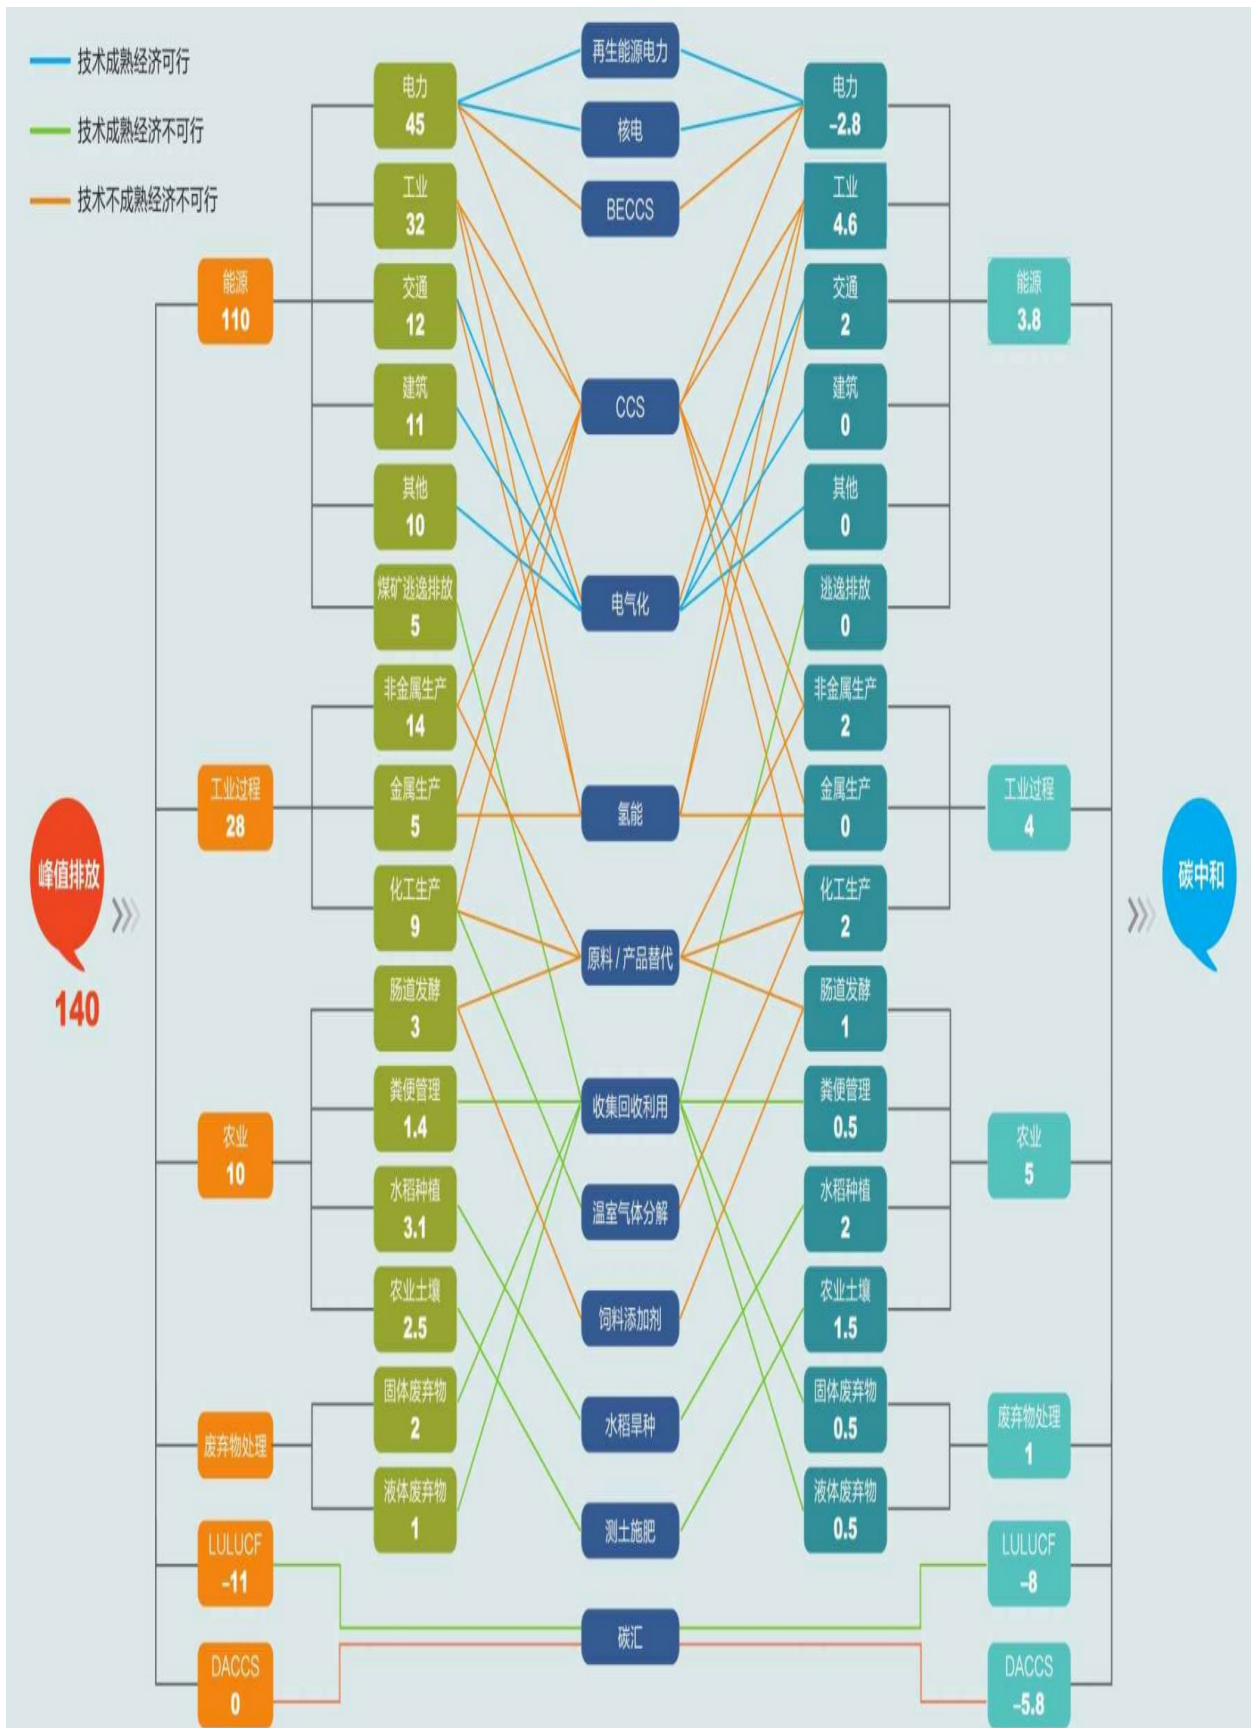 技术成熟经济可行
技术成熟经济不可行
技术不成熟经济不可行
峰值排放
140
能源
110
工业过程
28
农业
10
废弃物处理
LULUCF
–11
DACCS
0
电力
45
工业
32
交通
12
建筑
11
其他
10
煤矿逃逸排放
5
非金属生产
14
金属生产
5
化工生产
9
肠道发酵
3
粪便管理
1.4
水稻种植
3.1
农业土壤
2.5
固体废弃物
2
液体废弃物
1
再生能源电力
核电
BECCS
CCS
电气化
氢能
原料 / 产品替代
收集回收利用
温室气体分解
饲料添加剂
水稻旱种
测土施肥
碳汇
电力
–2.8
工业
4.6
交通
2
建筑
0
其他
0
逃逸排放
0
非金属生产
2
金属生产
0
化工生产
2
肠道发酵
1
粪便管理
0.5
水稻种植
2
农业土壤
1.5
固体废弃物
0.5
液体废弃物
0.5
能源
3.8
工业过程
4
农业
5
废弃物处理
1
LULUCF
–8
DACCS
–5.8
碳中和